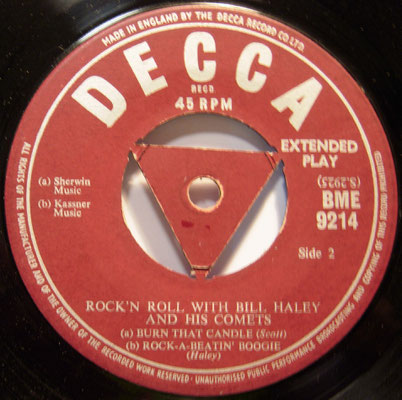 MADE IN ENGLAND BY THE DECCA RECORD CO LTD.
DECCA
REGD
45 RPM
EXTENDED
PLAY
(S.2925)
BME
9214
(a) Sherwin
Music
(b) Kassner
Music
Side 2
ROCK'N ROLL WITH BILL HALEY
AND HIS COMETS
(a) BURN THAT CANDLE (Scott)
(b) ROCK-A-BEATIN' BOOGIE
(Haley)
ALL RIGHTS OF THE MANUFACTURER AND OF THE OWNER OF THE RECORDED WORK RESERVED · UNAUTHORISED PUBLIC PERFORMANCE BROADCASTING AND COPYING OF THIS RECORD PROHIBITED